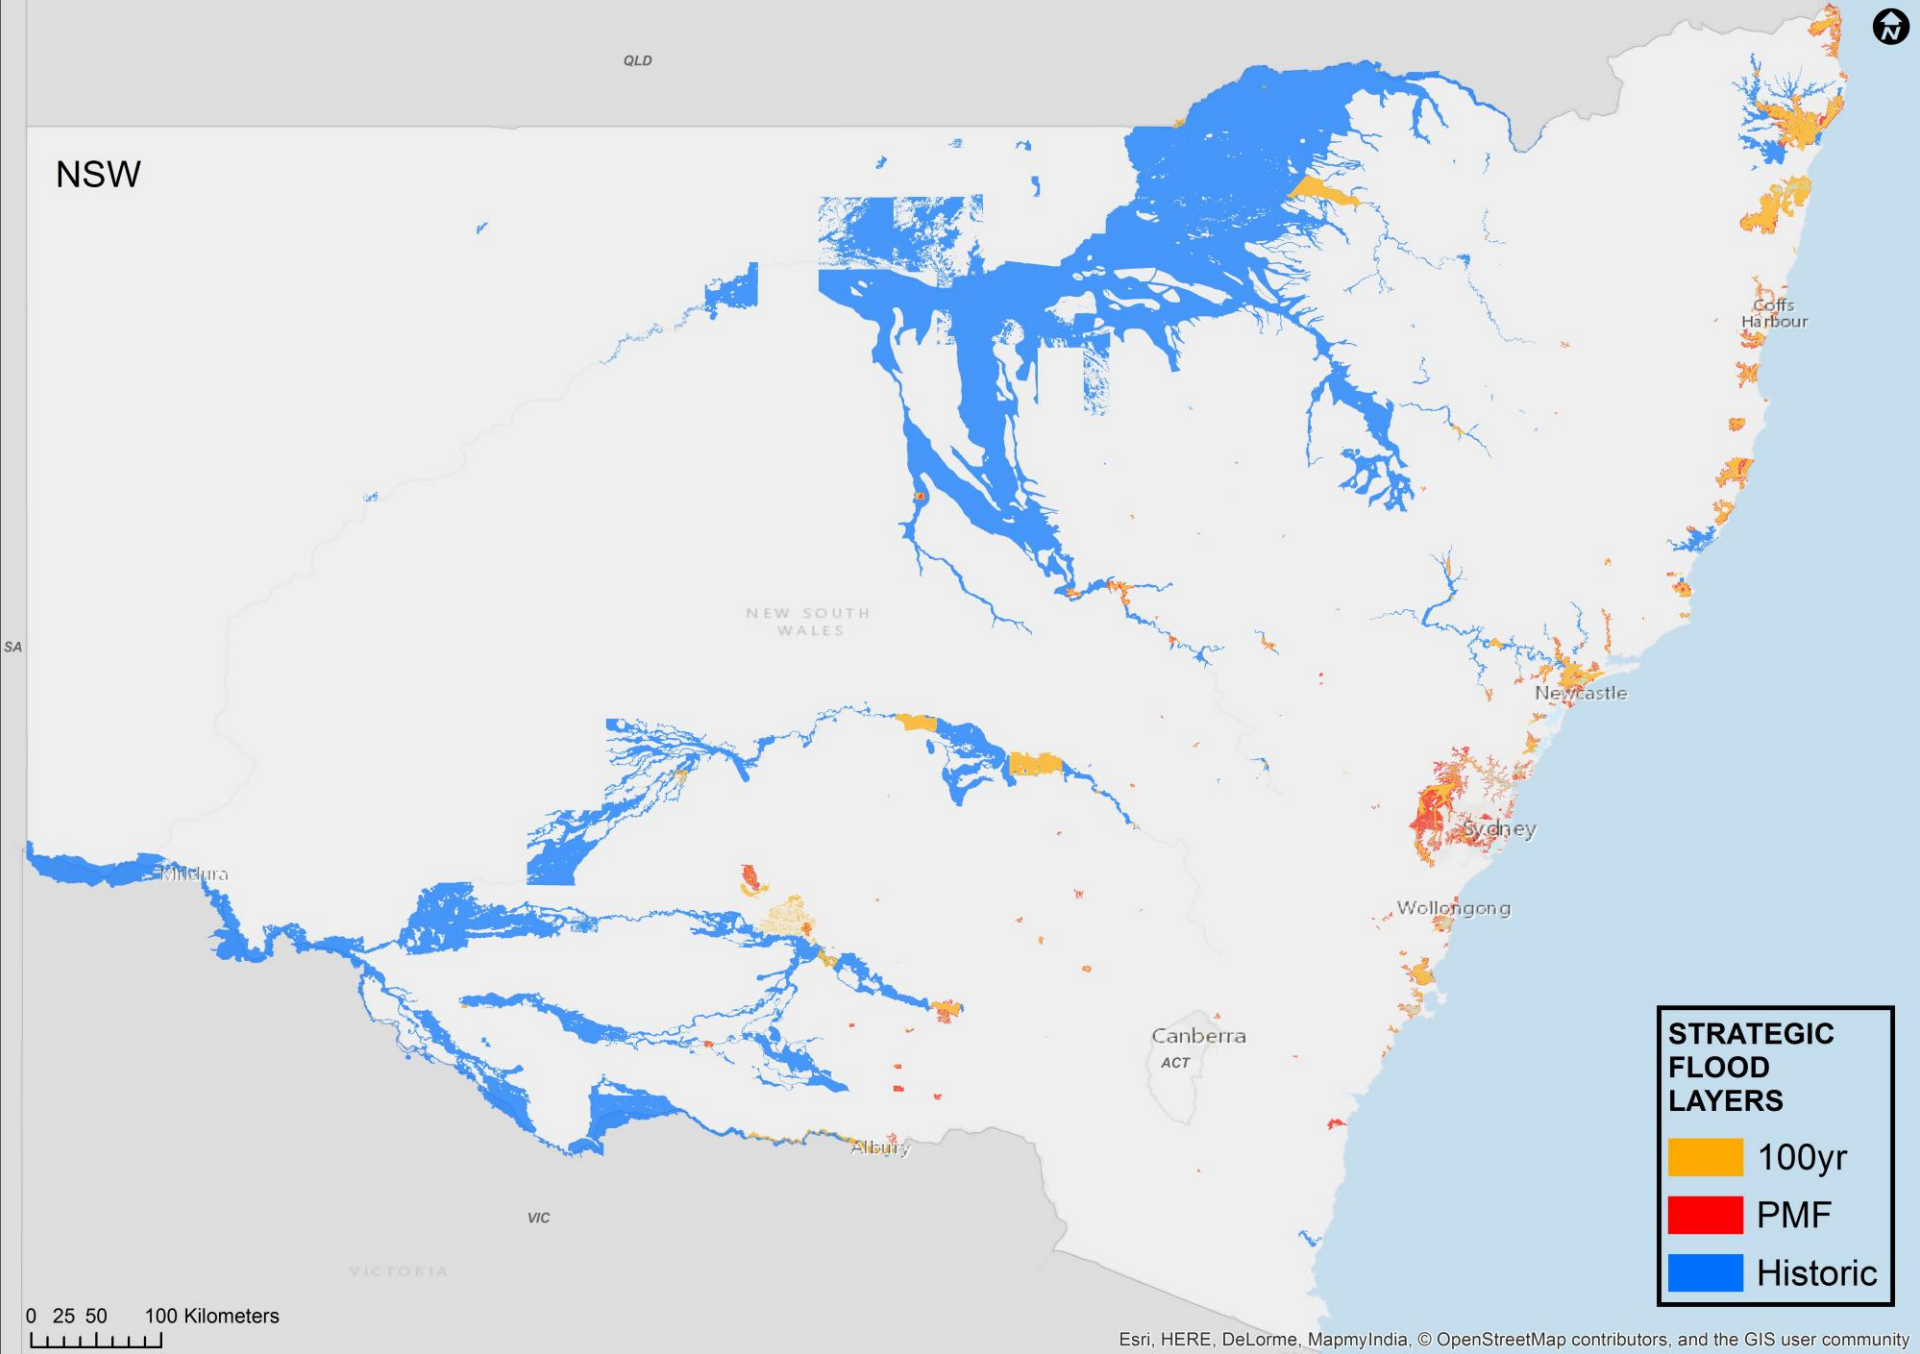 N
QLD
NSW
Coffs
Harbour
NEW SOUTH
WALES
SA
Newcastle
Sydney
Mildura
Wollongong
Canberra
ACT
Albury
VIC
VICTORIA
STRATEGIC
FLOOD
LAYERS
100yr
PMF
Historic
0 25 50 100 Kilometers
Esri, HERE, DeLorme, MapmyIndia, © OpenStreetMap contributors, and the GIS user community